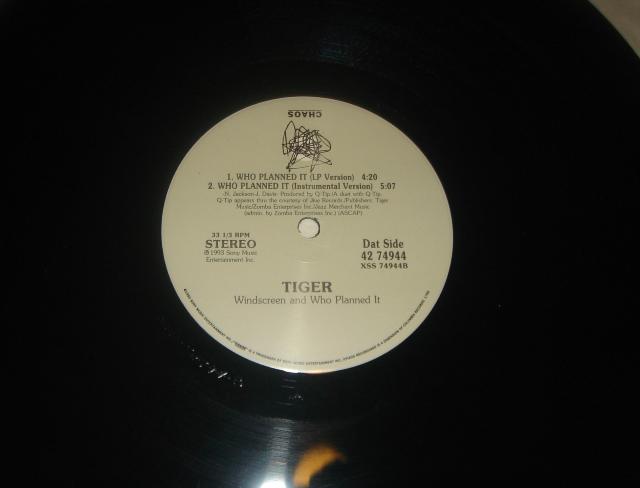 CHAOS
1. WHO PLANNED IT (LP Version) 4:20
2. WHO PLANNED IT (Instrumental Version) 5:07
-N. Jackson-J. Davis- Produced by Q-Tip/(A duet with Q-Tip.
Q-Tip appears thru the courtesy of Jive Records./Publishers: Tiger
Music/Zomba Enterprises Inc./Jazz Merchant Music
(admin. by Zomba Enterprises Inc.) (ASCAP)
33 1/3 RPM
STEREO
℗ 1993 Sony Music
Entertainment Inc.
Dat Side
42 74944
XSS 74944B
TIGER
Windscreen and Who Planned It